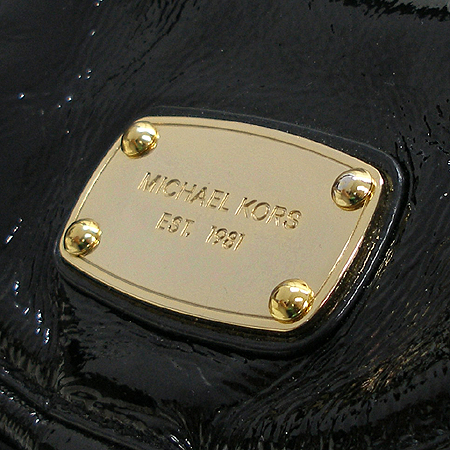 MICHAEL KORS
EST. 1981